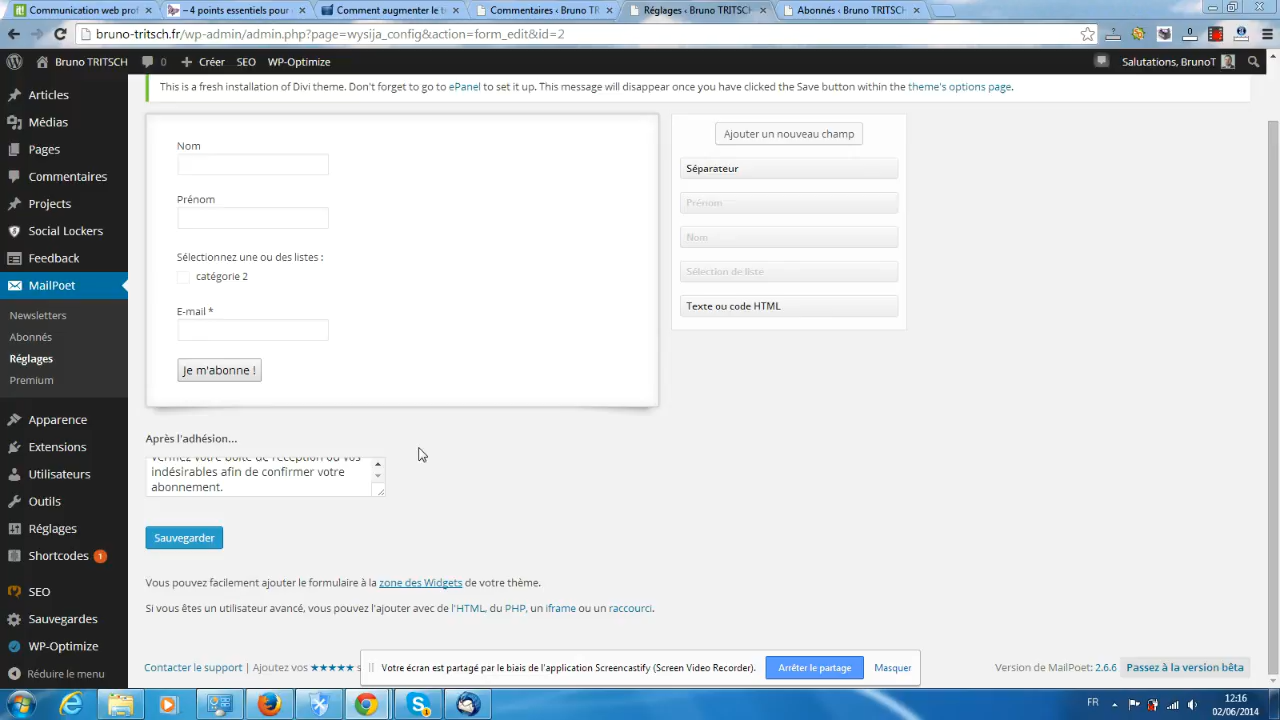 Communication web prof
– 4 points essentiels pour
Comment augmenter le t
Commentaires ‹ Bruno TR
Réglages ‹ Bruno TRITSCH
Abonnés ‹ Bruno TRITSCH
bruno-tritsch.fr/wp-admin/admin.php?page=wysija_config&action=form_edit&id=2
Bruno TRITSCH
0
Créer
SEO
WP-Optimize
Salutations, BrunoT
Articles
Médias
Pages
Commentaires
Projects
Social Lockers
Feedback
MailPoet
Newsletters
Abonnés
Réglages
Premium
Apparence
Extensions
Utilisateurs
Outils
Réglages
Shortcodes 1
SEO
Sauvegardes
WP-Optimize
Réduire le menu
This is a fresh installation of Divi theme. Don't forget to go to ePanel to set it up. This message will disappear once you have clicked the Save button within the theme's options page.
Nom
Prénom
Sélectionnez une ou des listes :
catégorie 2
E-mail *
Je m'abonne !
Ajouter un nouveau champ
Séparateur
Prénom
Nom
Sélection de liste
Texte ou code HTML
Après l'adhésion...
Vérifiez votre boite de réception ou vos
indésirables afin de confirmer votre
abonnement.
Sauvegarder
Vous pouvez facilement ajouter le formulaire à la zone des Widgets de votre thème.
Si vous êtes un utilisateur avancé, vous pouvez l'ajouter avec de l'HTML, du PHP, un iframe ou un raccourci.
Contacter le support | Ajoutez vos ★★★★★ s
Votre écran est partagé par le biais de l'application Screencastify (Screen Video Recorder).
Arrêter le partage
Masquer
Version de MailPoet: 2.6.6
Passez à la version bêta
FR
12:16
02/06/2014